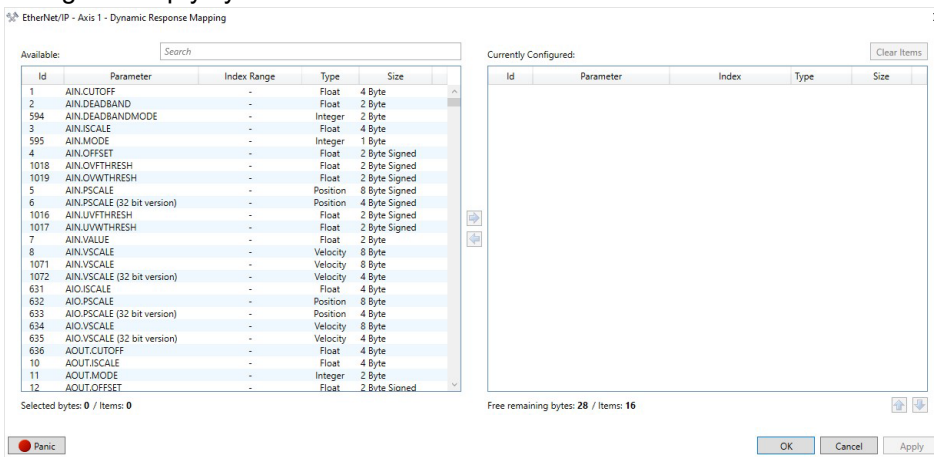 EtherNet/IP - Axis 1 - Dynamic Response Mapping
Available: Search Currently Configured: Clear Items
Id Parameter Index Range Type Size Id Parameter Index Type Size
1 AIN.CUTOFF - Float 4 Byte
2 AIN.DEADBAND - Float 2 Byte
594 AIN.DEADBANDMODE - Integer 2 Byte
3 AIN.ISCALE - Float 4 Byte
595 AIN.MODE - Integer 1 Byte
4 AIN.OFFSET - Float 2 Byte Signed
1018 AIN.OVFTHRESH - Float 2 Byte Signed
1019 AIN.OVWTHRESH - Float 2 Byte Signed
5 AIN.PSCALE - Position 8 Byte Signed
6 AIN.PSCALE (32 bit version) - Position 4 Byte Signed
1016 AIN.UVFTHRESH - Float 2 Byte Signed
1017 AIN.UVWTHRESH - Float 2 Byte Signed
7 AIN.VALUE - Float 2 Byte
8 AIN.VSCALE - Velocity 8 Byte
1071 AIN.VSCALE - Velocity 8 Byte
1072 AIN.VSCALE (32 bit version) - Velocity 4 Byte
631 AIO.ISCALE - Float 4 Byte
632 AIO.PSCALE - Position 8 Byte
633 AIO.PSCALE (32 bit version) - Position 4 Byte
634 AIO.VSCALE - Velocity 8 Byte
635 AIO.VSCALE (32 bit version) - Velocity 4 Byte
636 AOUT.CUTOFF - Float 4 Byte
10 AOUT.ISCALE - Float 4 Byte
11 AOUT.MODE - Integer 2 Byte
12 AOUT.OFFSET - Float 2 Byte Signed
Selected bytes: 0 / Items: 0 Free remaining bytes: 28 / Items: 16
Panic OK Cancel Apply